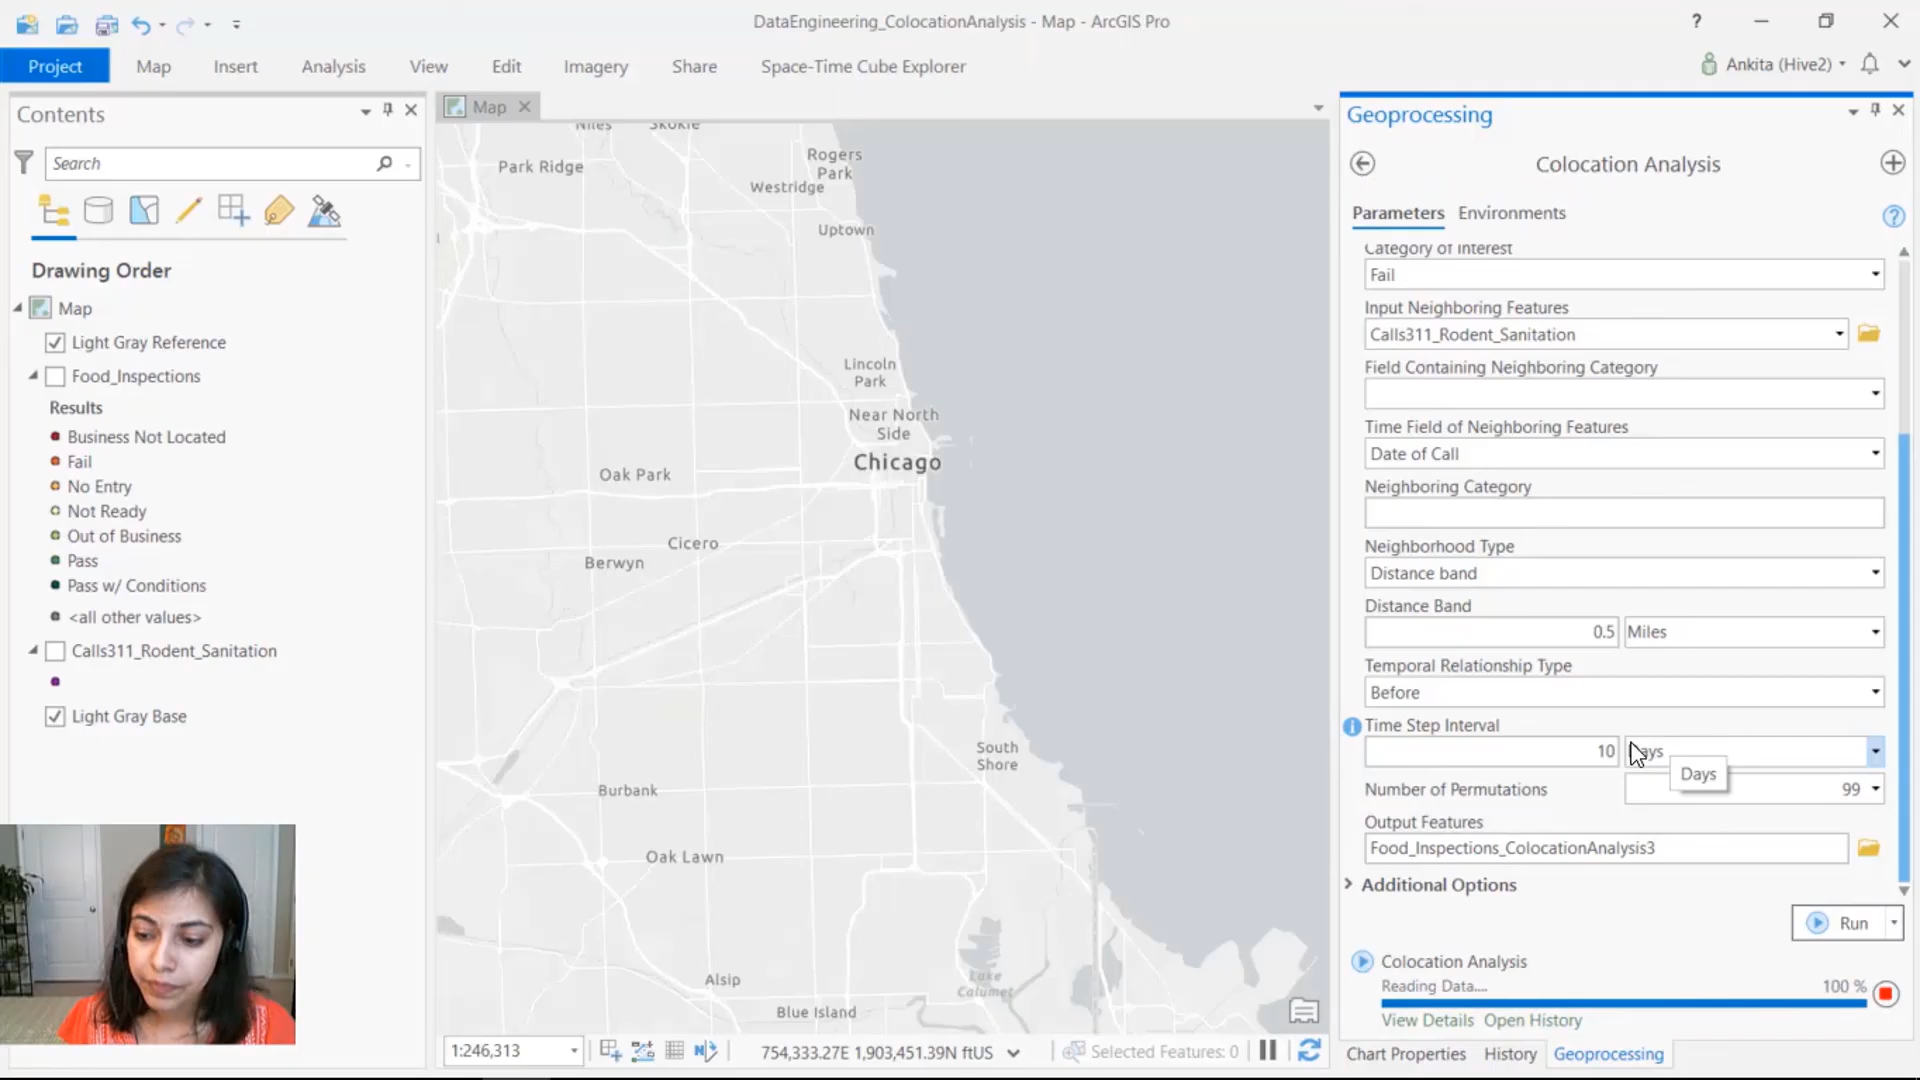 DataEngineering_ColocationAnalysis - Map - ArcGIS Pro
?
Project
Map
Insert
Analysis
View
Edit
Imagery
Share
Space-Time Cube Explorer
Ankita (Hive2)
Contents
Search
Drawing Order
Map
Light Gray Reference
Food_Inspections
Results
Business Not Located
Fail
No Entry
Not Ready
Out of Business
Pass
Pass w/ Conditions
<all other values>
Calls311_Rodent_Sanitation
Light Gray Base
Map
Niles
Skokie
Park Ridge
Rogers
Park
Westridge
Uptown
Lincoln
Park
Near North
Side
Chicago
Oak Park
Cicero
Berwyn
South
Shore
Burbank
Oak Lawn
Alsip
Lake
Calumet
Blue Island
1:246,313
754,333.27E 1,903,451.39N ftUS
Selected Features: 0
Geoprocessing
Colocation Analysis
Parameters
Environments
?
Category of Interest
Fail
Input Neighboring Features
Calls311_Rodent_Sanitation
Field Containing Neighboring Category
Time Field of Neighboring Features
Date of Call
Neighboring Category
Neighborhood Type
Distance band
Distance Band
0.5 Miles
Temporal Relationship Type
Before
Time Step Interval
10 Days
Days
Number of Permutations
99
Output Features
Food_Inspections_ColocationAnalysis3
Additional Options
Run
Colocation Analysis
Reading Data....
100 %
View Details Open History
Chart Properties
History
Geoprocessing